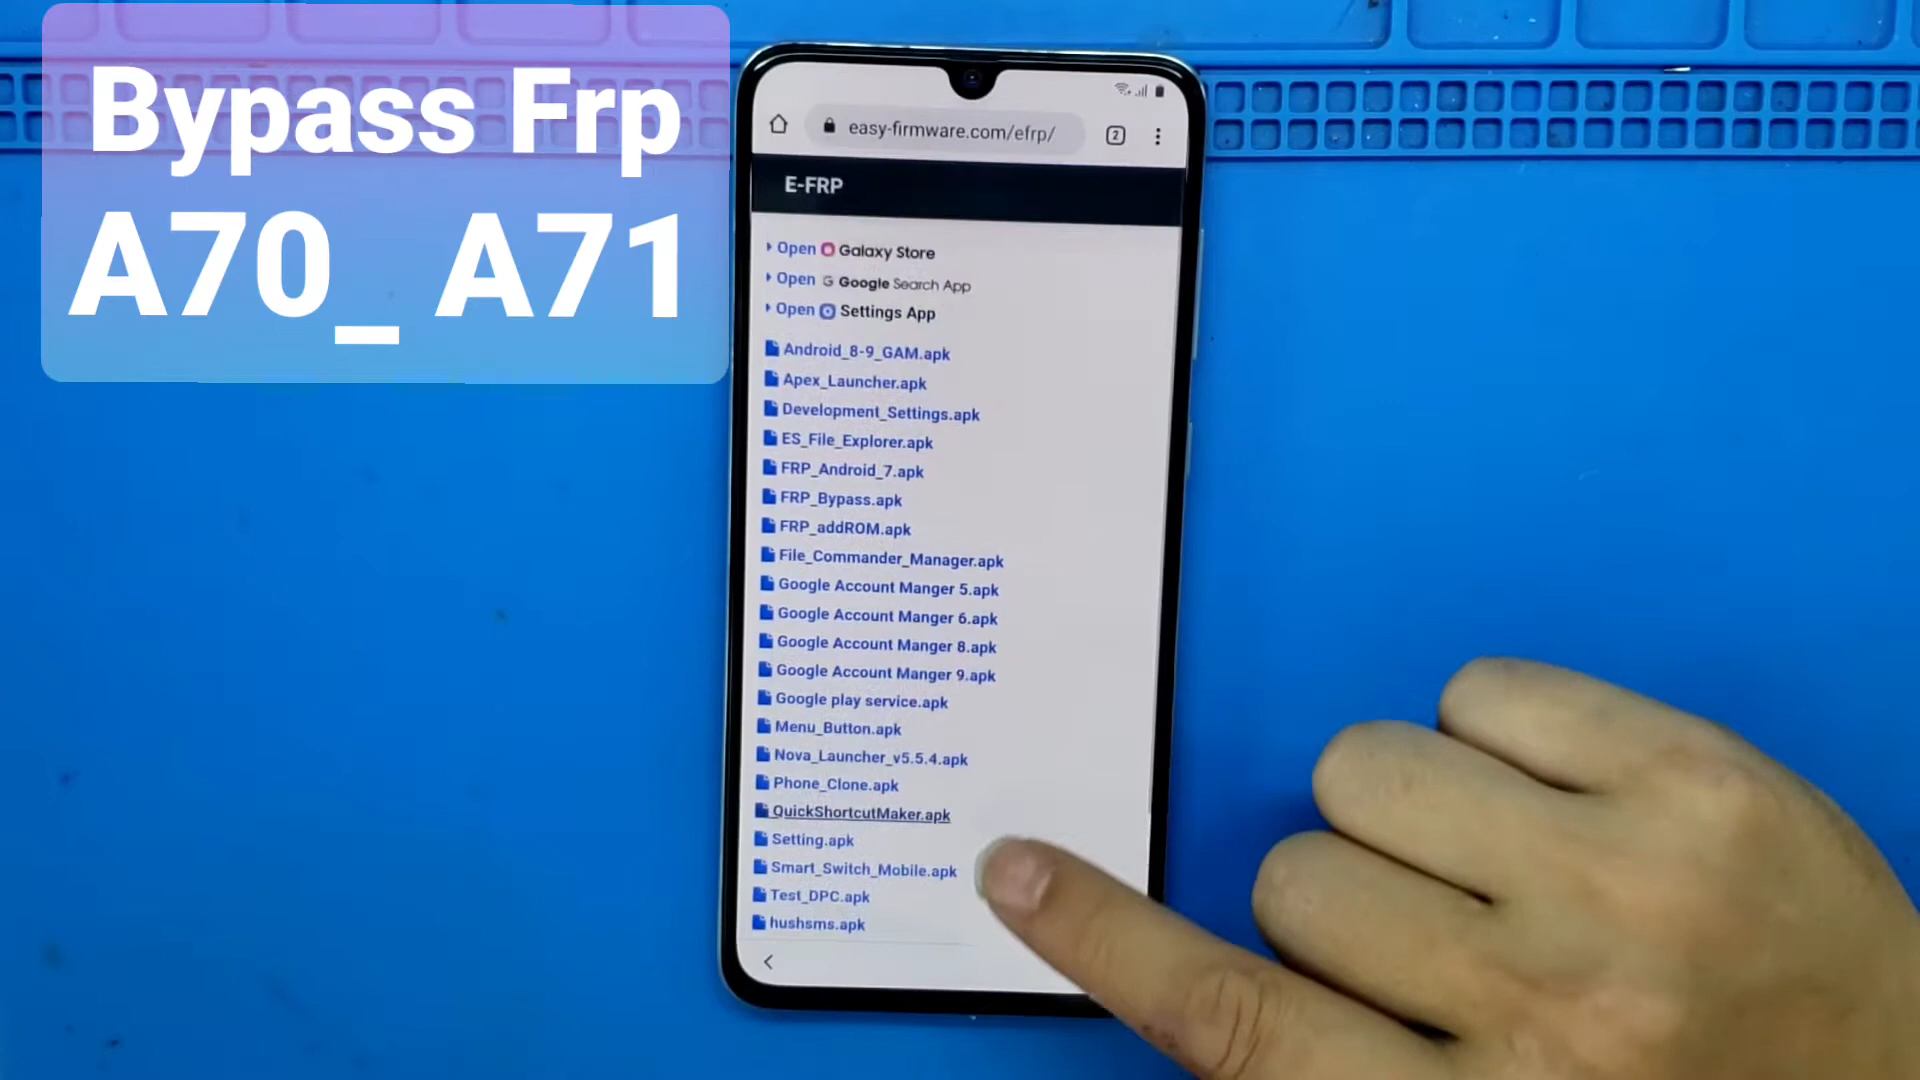 Bypass Frp
A70_ A71
easy-firmware.com/efrp/
2
E-FRP
Open Galaxy Store
Open G Google Search App
Open Settings App
Android_8-9_GAM.apk
Apex_Launcher.apk
Development_Settings.apk
ES_File_Explorer.apk
FRP_Android_7.apk
FRP_Bypass.apk
FRP_addROM.apk
File_Commander_Manager.apk
Google Account Manger 5.apk
Google Account Manger 6.apk
Google Account Manger 8.apk
Google Account Manger 9.apk
Google play service.apk
Menu_Button.apk
Nova_Launcher_v5.5.4.apk
Phone_Clone.apk
QuickShortcutMaker.apk
Setting.apk
Smart_Switch_Mobile.apk
Test_DPC.apk
hushsms.apk